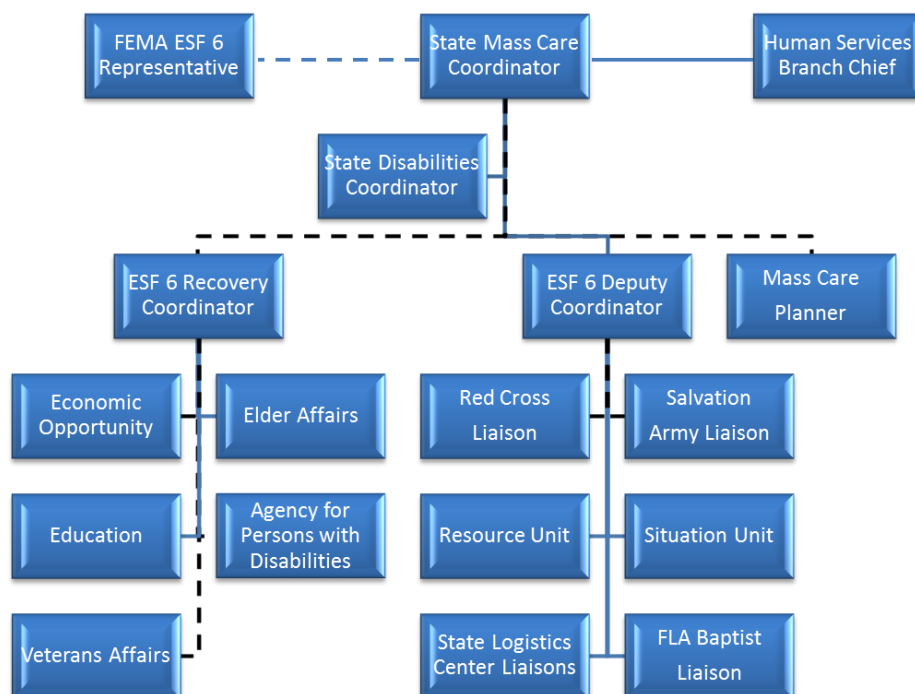 FEMA ESF 6
Representative
State Mass Care
Coordinator
Human Services
Branch Chief
State Disabilities
Coordinator
ESF 6 Recovery
Coordinator
ESF 6 Deputy
Coordinator
Mass Care
Planner
Economic
Opportunity
Elder Affairs
Red Cross
Liaison
Salvation
Army Liaison
Education
Agency for
Persons with
Disabilities
Resource Unit
Situation Unit
Veterans Affairs
State Logistics
Center Liaisons
FLA Baptist
Liaison